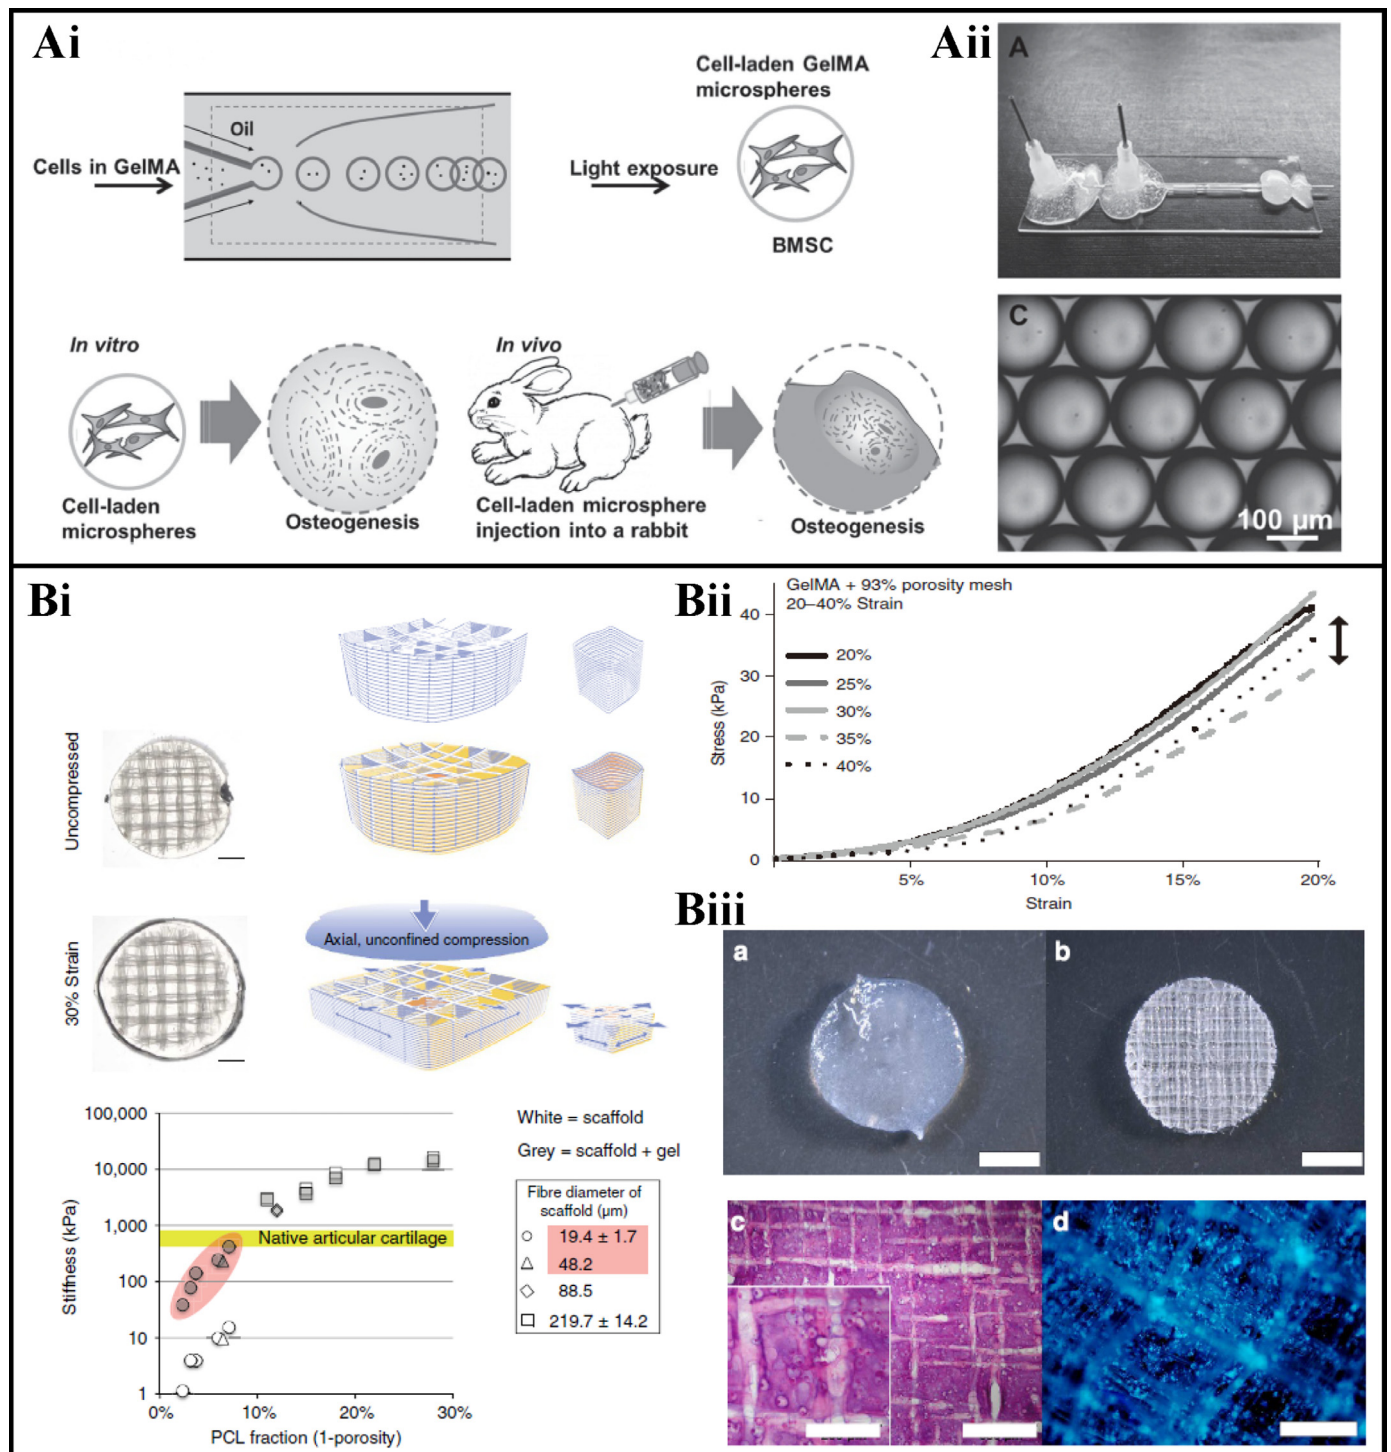 Ai
Oil
Cells in GelMA
Light exposure
Cell-laden GelMA
microspheres
BMSC
In vitro
Cell-laden
microspheres
Osteogenesis
In vivo
Cell-laden microsphere
injection into a rabbit
Osteogenesis
Aii
A
C
100 µm
Bi
Uncompressed
30% Strain
Axial, unconfined compression
100,000
10,000
1,000
100
10
1
Stiffness (kPa)
Native articular cartilage
0%
10%
20%
30%
PCL fraction (1-porosity)
White = scaffold
Grey = scaffold + gel
Fibre diameter of
scaffold (µm)
19.4 ± 1.7
48.2
88.5
219.7 ± 14.2
Bii
GelMA + 93% porosity mesh
20–40% Strain
20%
25%
30%
35%
40%
40
30
20
10
0
Stress (kPa)
5%
10%
15%
20%
Strain
Biii
a
b
c
d